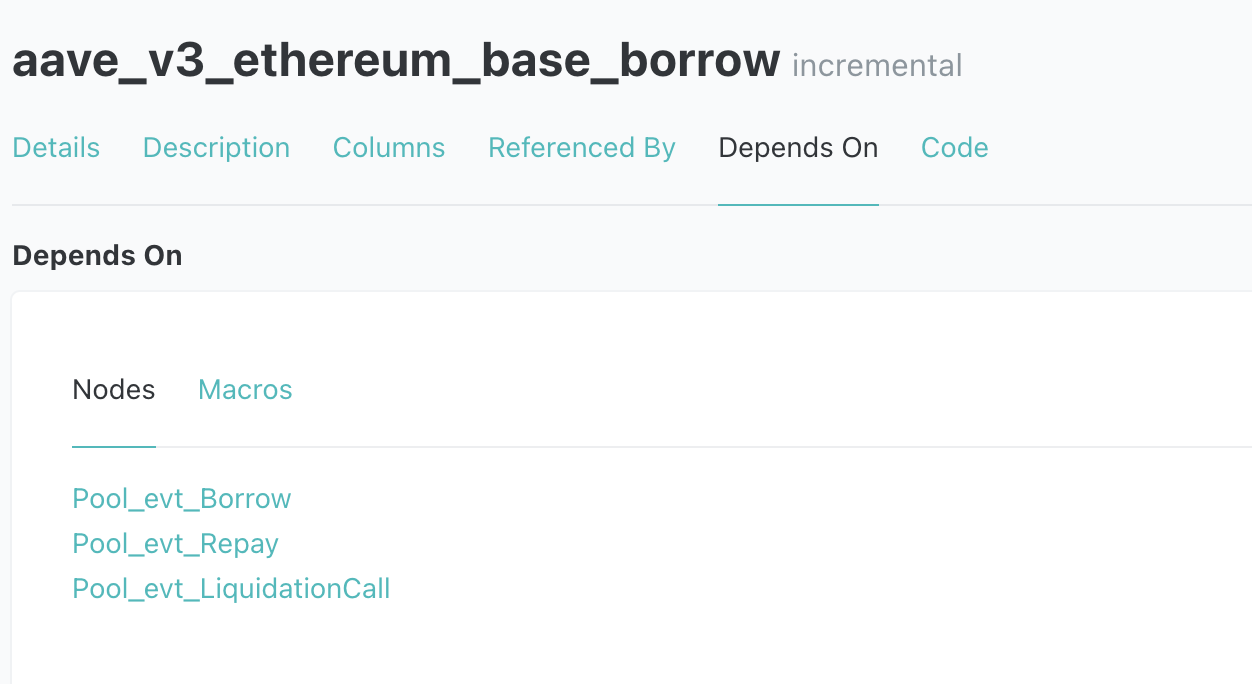 aave_v3_ethereum_base_borrow incremental
Details Description Columns Referenced By Depends On Code
Depends On
Nodes Macros
Pool_evt_Borrow
Pool_evt_Repay
Pool_evt_LiquidationCall